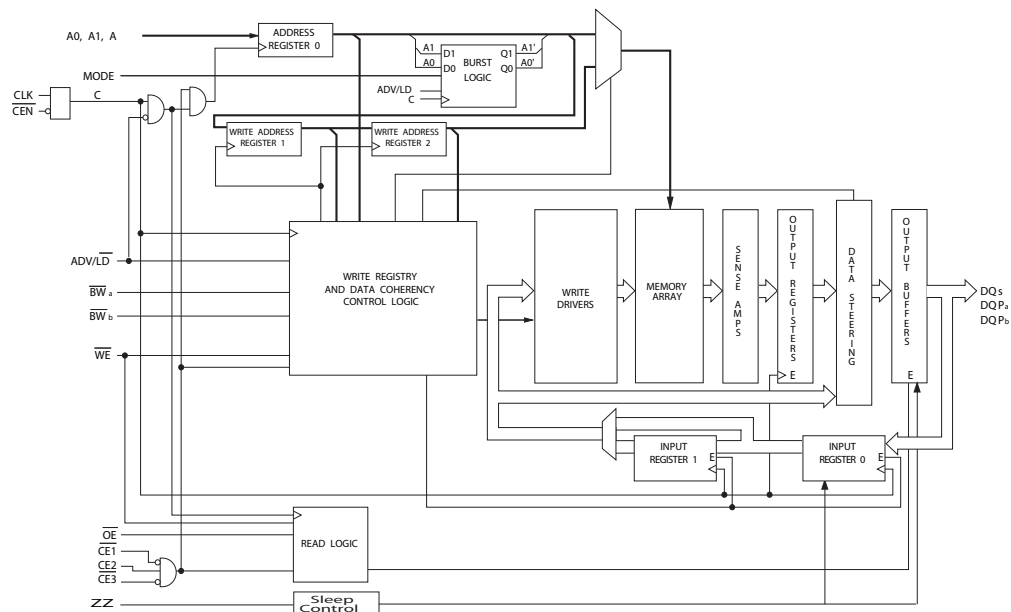 A0, A1, A
ADDRESS
REGISTER 0
A1
A0
D1
D0
BURST
LOGIC
Q1
Q0
A1'
A0'
MODE
ADV/LD
C
CLK
CEN
C
WRITE ADDRESS
REGISTER 1
WRITE ADDRESS
REGISTER 2
ADV/LD
BWa
BWb
WE
WRITE REGISTRY
AND DATA COHERENCY
CONTROL LOGIC
WRITE
DRIVERS
MEMORY
ARRAY
SENSE AMPS
OUTPUT REGISTERS
E
DATA STEERING
OUTPUT BUFFERS
E
DQs
DQPa
DQPb
INPUT
REGISTER 1
E
INPUT
REGISTER 0
E
OE
CE1
CE2
CE3
READ LOGIC
ZZ
Sleep
Control